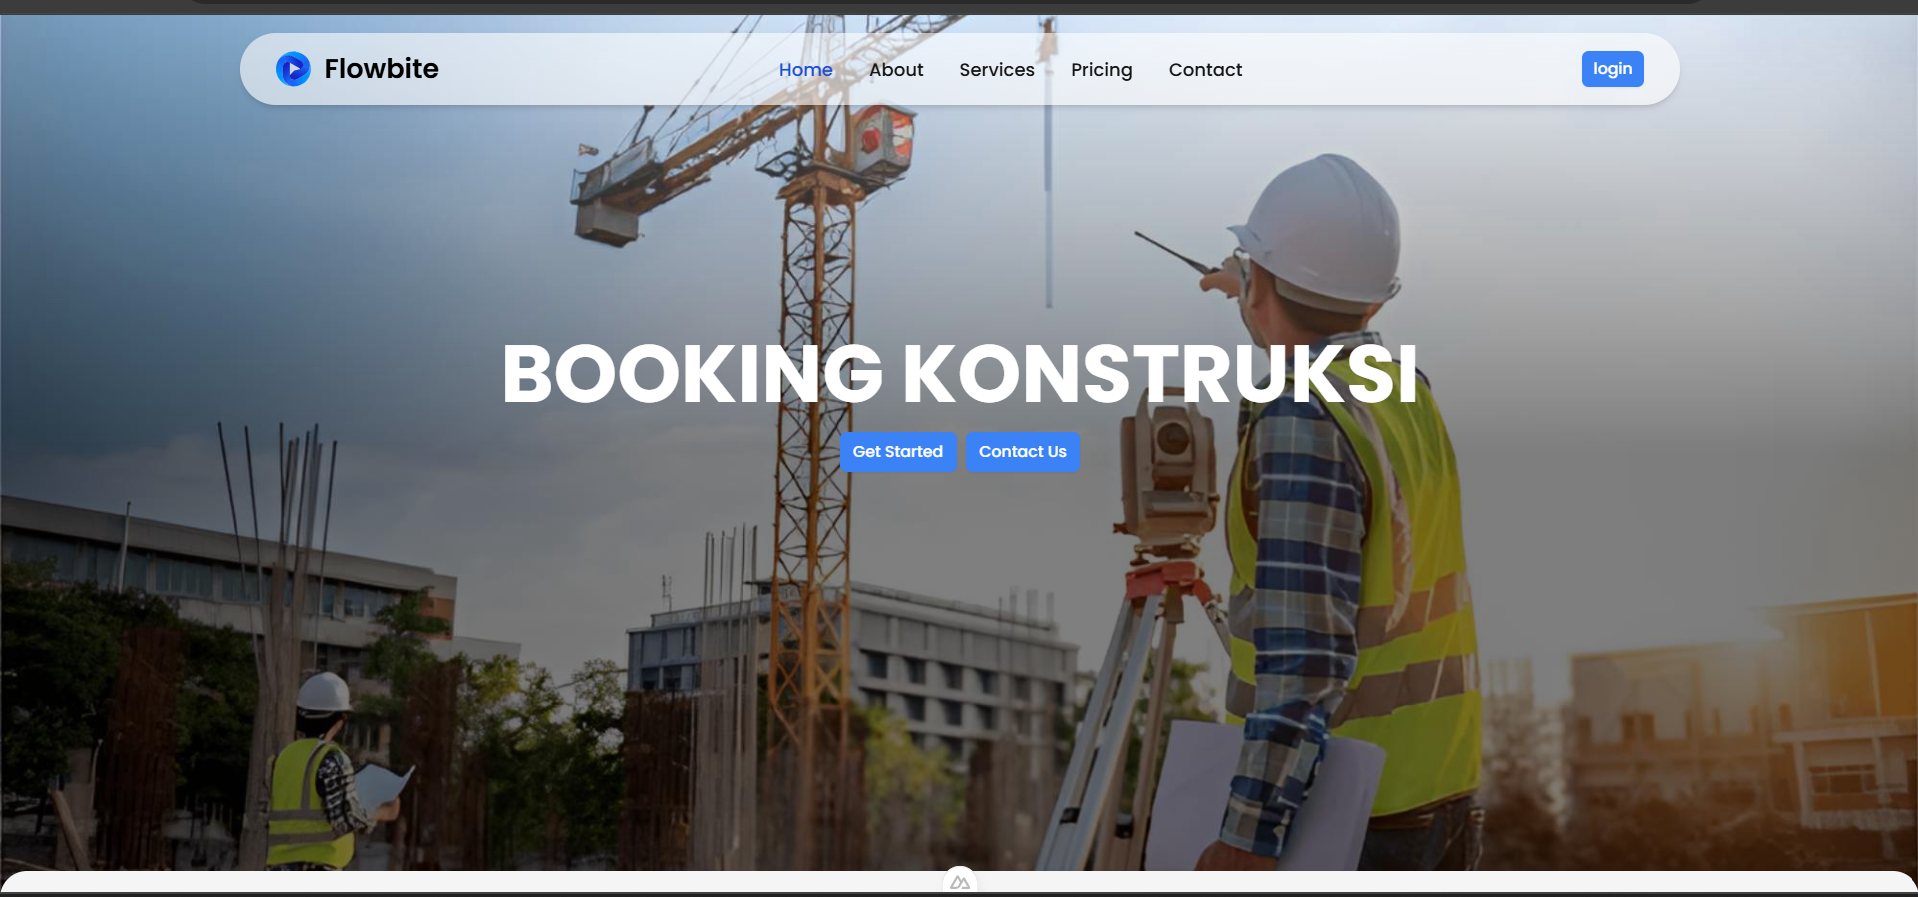 Flowbite
Home About Services Pricing Contact
login
BOOKING KONSTRUKSI
Get Started Contact Us